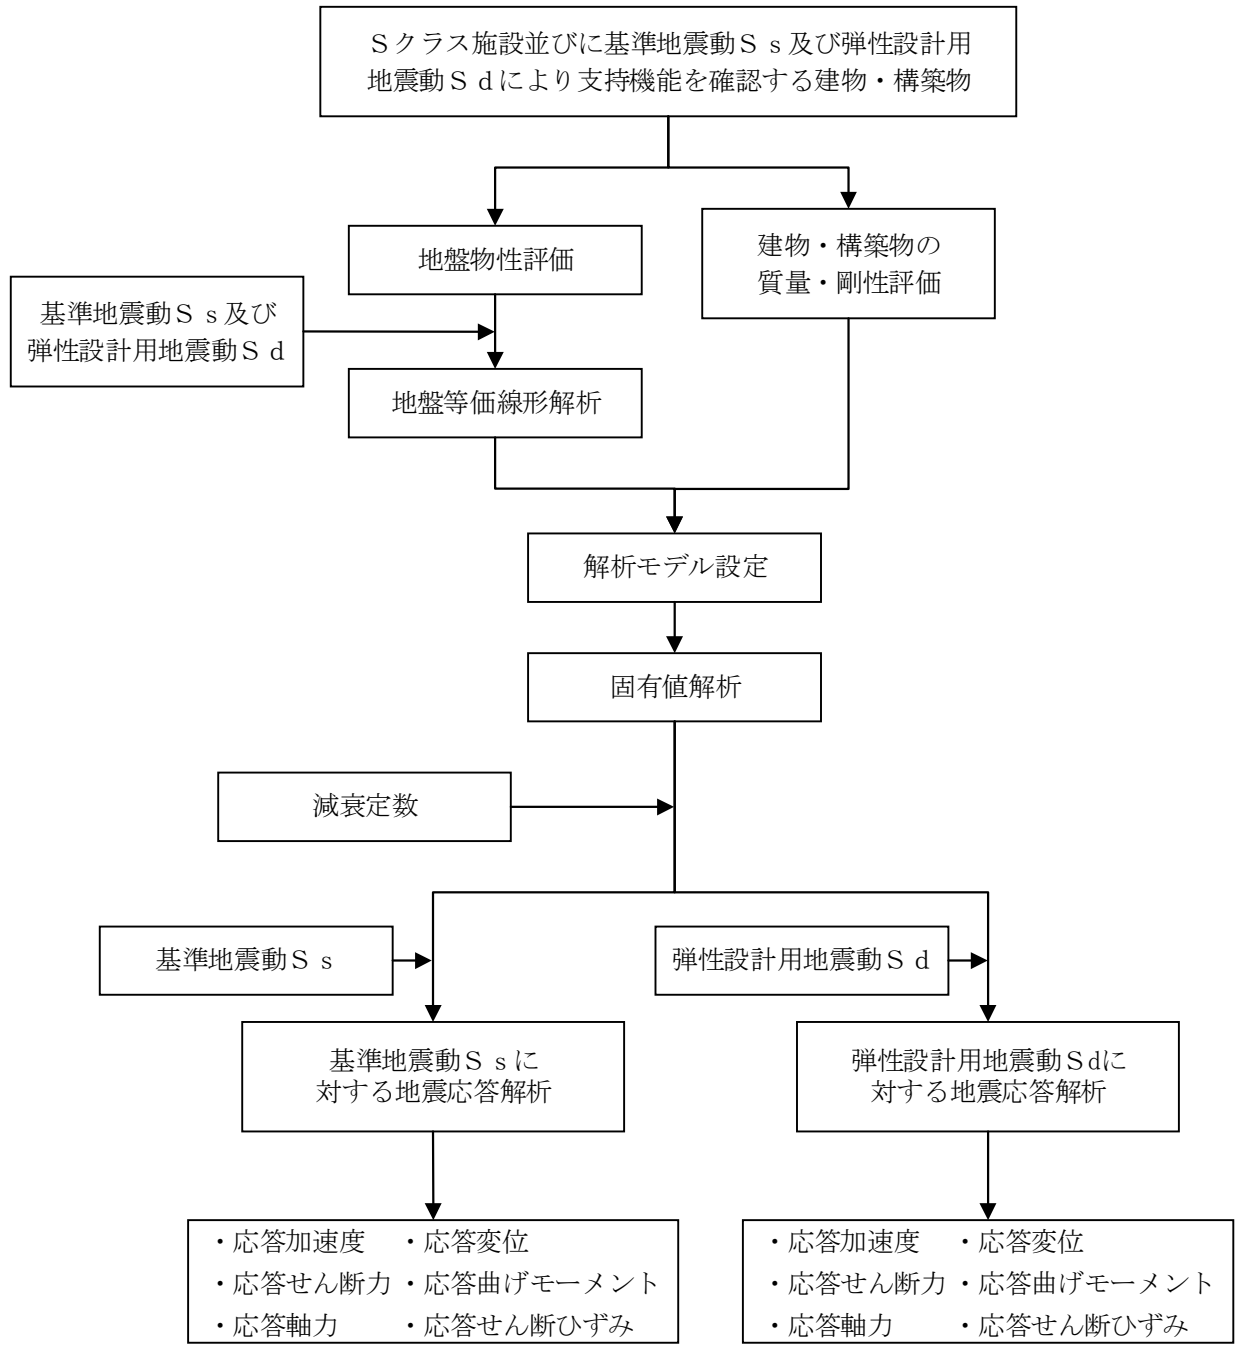 Ｓクラス施設並びに基準地震動Ｓｓ及び弾性設計用
地震動Ｓｄにより支持機能を確認する建物・構築物
地盤物性評価
建物・構築物の
質量・剛性評価
基準地震動Ｓｓ及び
弾性設計用地震動Ｓｄ
地盤等価線形解析
解析モデル設定
固有値解析
減衰定数
基準地震動Ｓｓ
弾性設計用地震動Ｓｄ
基準地震動Ｓｓに
対する地震応答解析
弾性設計用地震動Ｓdに
対する地震応答解析
・応答加速度　・応答変位
・応答せん断力・応答曲げモーメント
・応答軸力　　・応答せん断ひずみ
・応答加速度　・応答変位
・応答せん断力・応答曲げモーメント
・応答軸力　　・応答せん断ひずみ